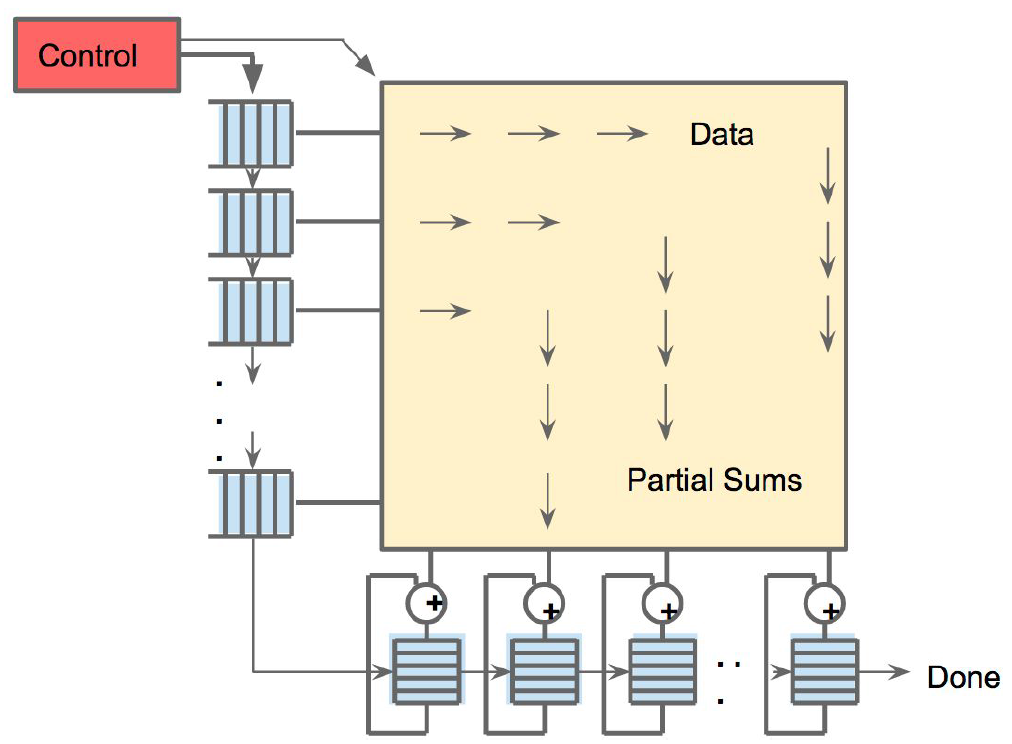 Control
Data
Partial Sums
+ + + +
Done